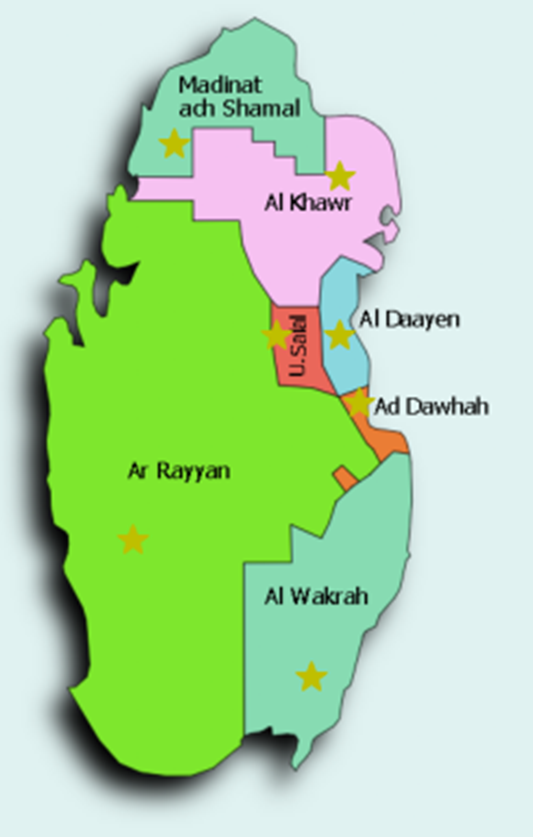 Madinat
ach Shamal
Al Khawr
Al Daayen
U.Salal
Ad Dawhah
Ar Rayyan
Al Wakrah